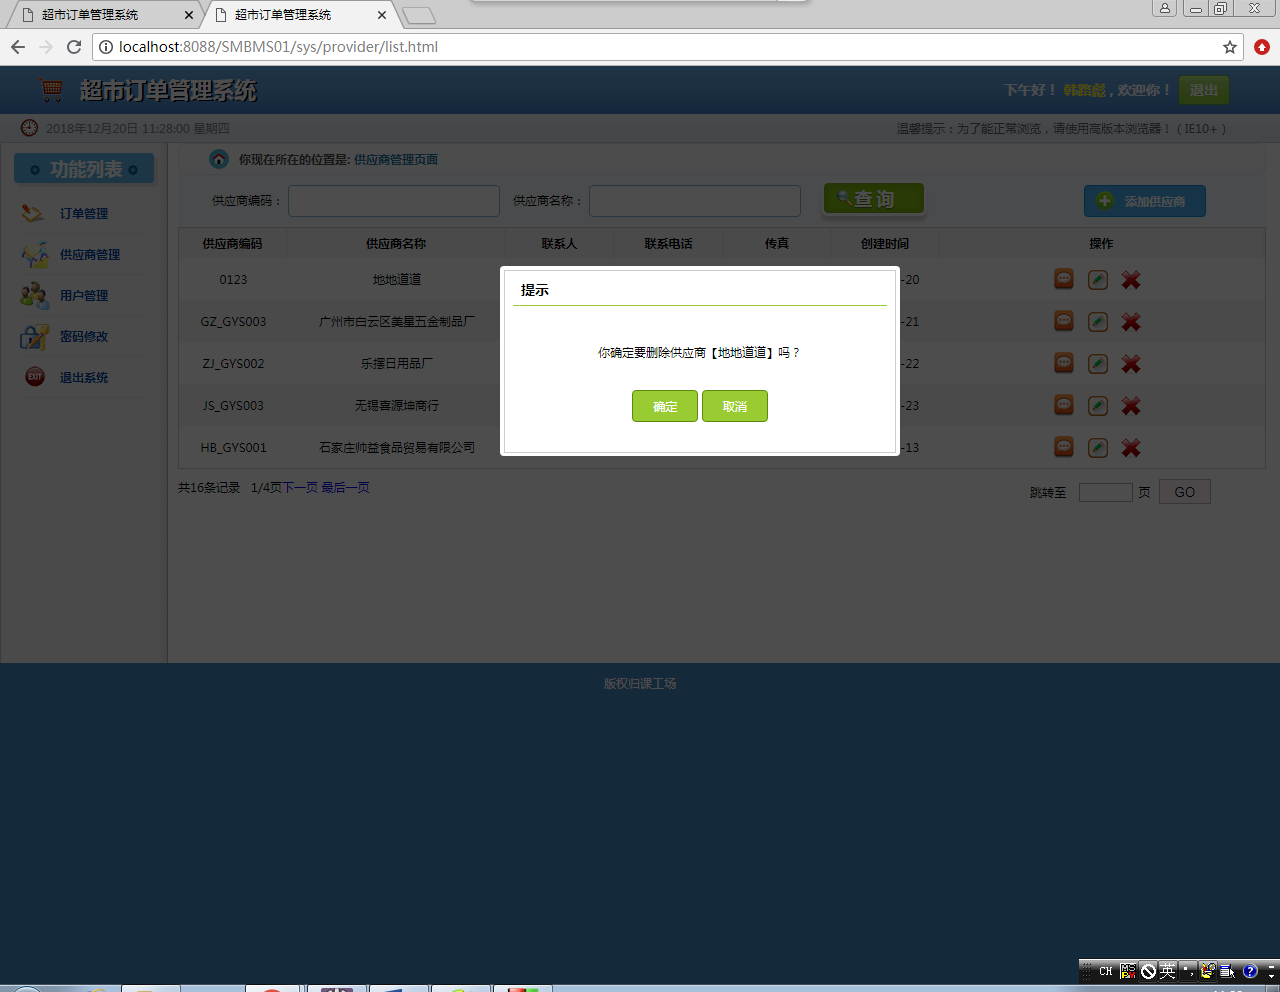 超市订单管理系统
超市订单管理系统
localhost:8088/SMBMS01/sys/provider/list.html
超市订单管理系统
下午好！ 韩路彪 , 欢迎你！ 退出
2018年12月20日 11:28:00 星期四
温馨提示：为了能正常浏览，请使用高版本浏览器！（IE10+）
功能列表
订单管理
供应商管理
用户管理
密码修改
EXIT 退出系统
你现在所在的位置是: 供应商管理页面
供应商编码： 供应商名称： 查 询 添加供应商
供应商编码 供应商名称 联系人 联系电话 传真 创建时间 操作
0123 地地道道 -20
GZ_GYS003 广州市白云区美星五金制品厂 -21
ZJ_GYS002 乐摆日用品厂 -22
JS_GYS003 无锡喜源坤商行 -23
HB_GYS001 石家庄帅益食品贸易有限公司 -13
共16条记录 1/4页 下一页 最后一页
跳转至 页 GO
提示
你确定要删除供应商【地地道道】吗？
确定 取消
版权归课工场
CH 英